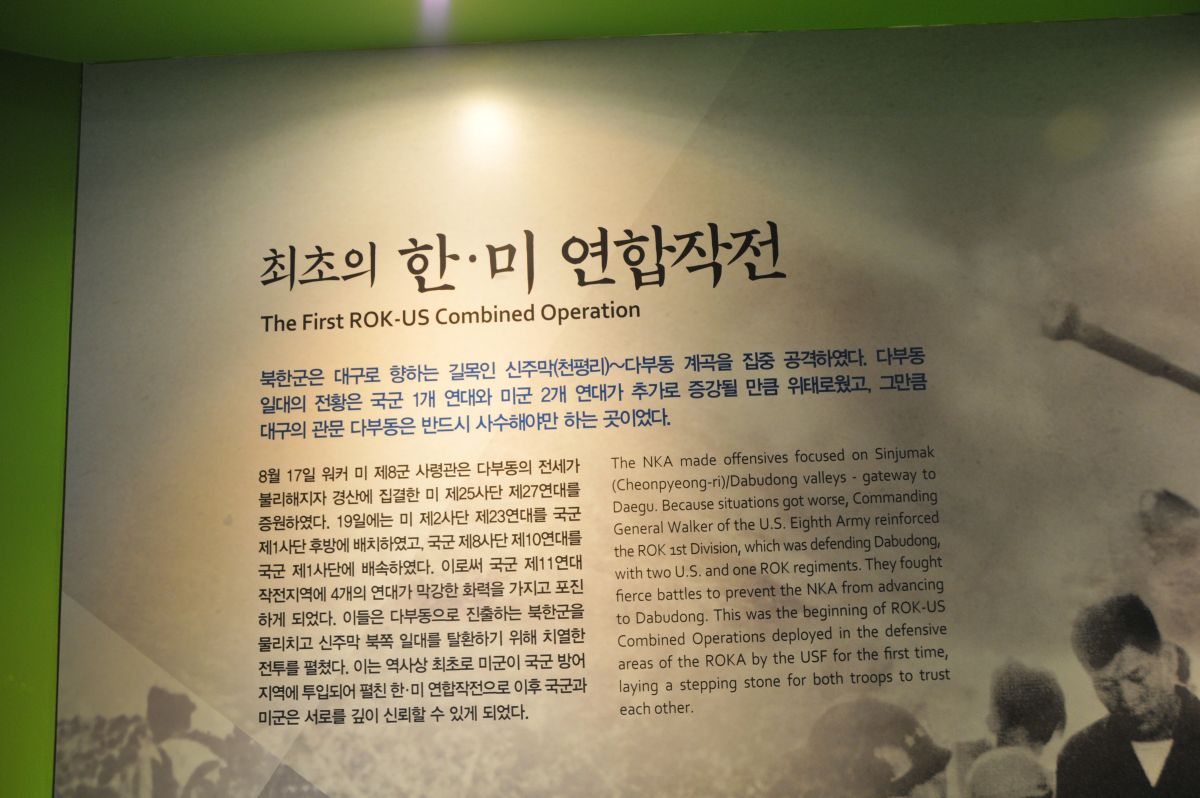 최초의 한·미 연합작전
The First ROK-US Combined Operation
북한군은 대구로 향하는 길목인 신주막(천평리)~다부동 계곡을 집중 공격하였다. 다부동
일대의 전황은 국군 1개 연대와 미군 2개 연대가 추가로 증강될 만큼 위태로웠고, 그만큼
대구의 관문 다부동은 반드시 사수해야만 하는 곳이었다.
8월 17일 워커 미 제8군 사령관은 다부동의 전세가
불리해지자 경산에 집결한 미 제25사단 제27연대를
증원하였다. 19일에는 미 제2사단 제23연대를 국군
제1사단 후방에 배치하였고, 국군 제8사단 제10연대를
국군 제1사단에 배속하였다. 이로써 국군 제11연대
작전지역에 4개의 연대가 막강한 화력을 가지고 포진
하게 되었다. 이들은 다부동으로 진출하는 북한군을
물리치고 신주막 북쪽 일대를 탈환하기 위해 치열한
전투를 펼쳤다. 이는 역사상 최초로 미군이 국군 방어
지역에 투입되어 펼친 한·미 연합작전으로 이후 국군과
미군은 서로를 깊이 신뢰할 수 있게 되었다.
The NKA made offensives focused on Sinjumak
(Cheonpyeong-ri)/Dabudong valleys - gateway to
Daegu. Because situations got worse, Commanding
General Walker of the U.S. Eighth Army reinforced
the ROK 1st Division, which was defending Dabudong,
with two U.S. and one ROK regiments. They fought
fierce battles to prevent the NKA from advancing
to Dabudong. This was the beginning of ROK-US
Combined Operations deployed in the defensive
areas of the ROKA by the USF for the first time,
laying a stepping stone for both troops to trust
each other.